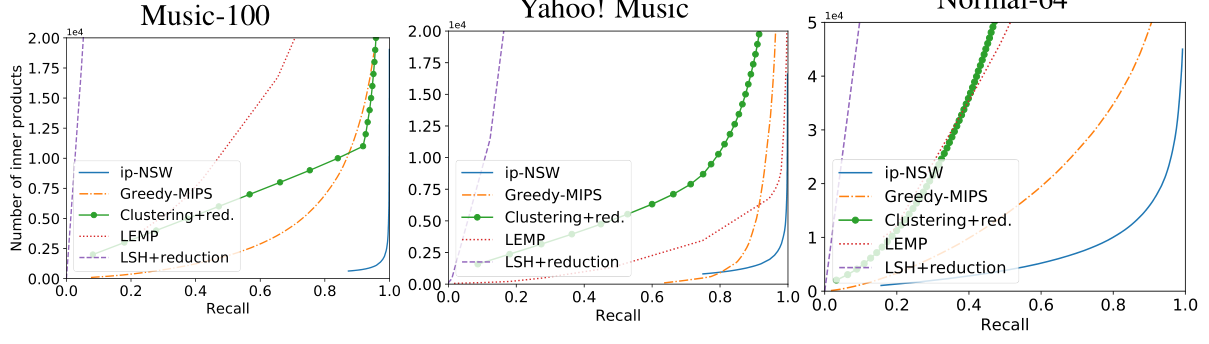 Music-100
1e4
2.00
1.75
1.50
1.25
1.00
0.75
0.50
0.25
0.00
Number of inner products
ip-NSW
Greedy-MIPS
Clustering+red.
LEMP
LSH+reduction
0.0 0.2 0.4 0.6 0.8 1.0
Recall
Yahoo! Music
1e4
2.00
1.75
1.50
1.25
1.00
0.75
0.50
0.25
0.00
ip-NSW
Greedy-MIPS
Clustering+red.
LEMP
LSH+reduction
0.0 0.2 0.4 0.6 0.8 1.0
Recall
Normal-64
1e4
5
4
3
2
1
0
ip-NSW
Greedy-MIPS
Clustering+red.
LEMP
LSH+reduction
0.0 0.2 0.4 0.6 0.8 1.0
Recall